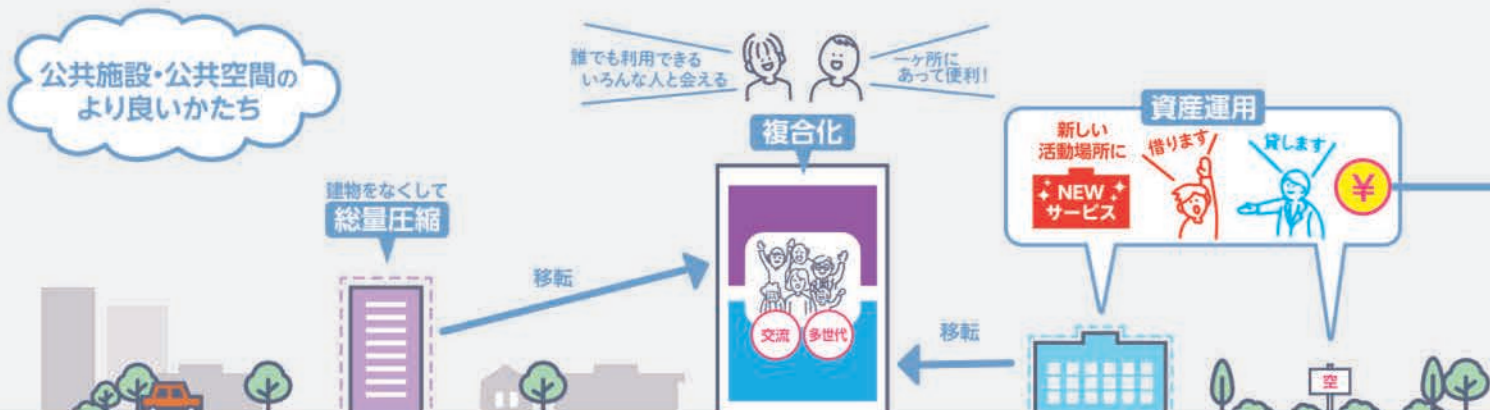 公共施設・公共空間の
より良いかたち
建物をなくして
総量圧縮
移転
誰でも利用できる
いろんな人と会える
一ヶ所に
あって便利!
複合化
交流
多世代
移転
資産運用
新しい
活動場所に
NEW
サービス
借ります
貸します
¥
空